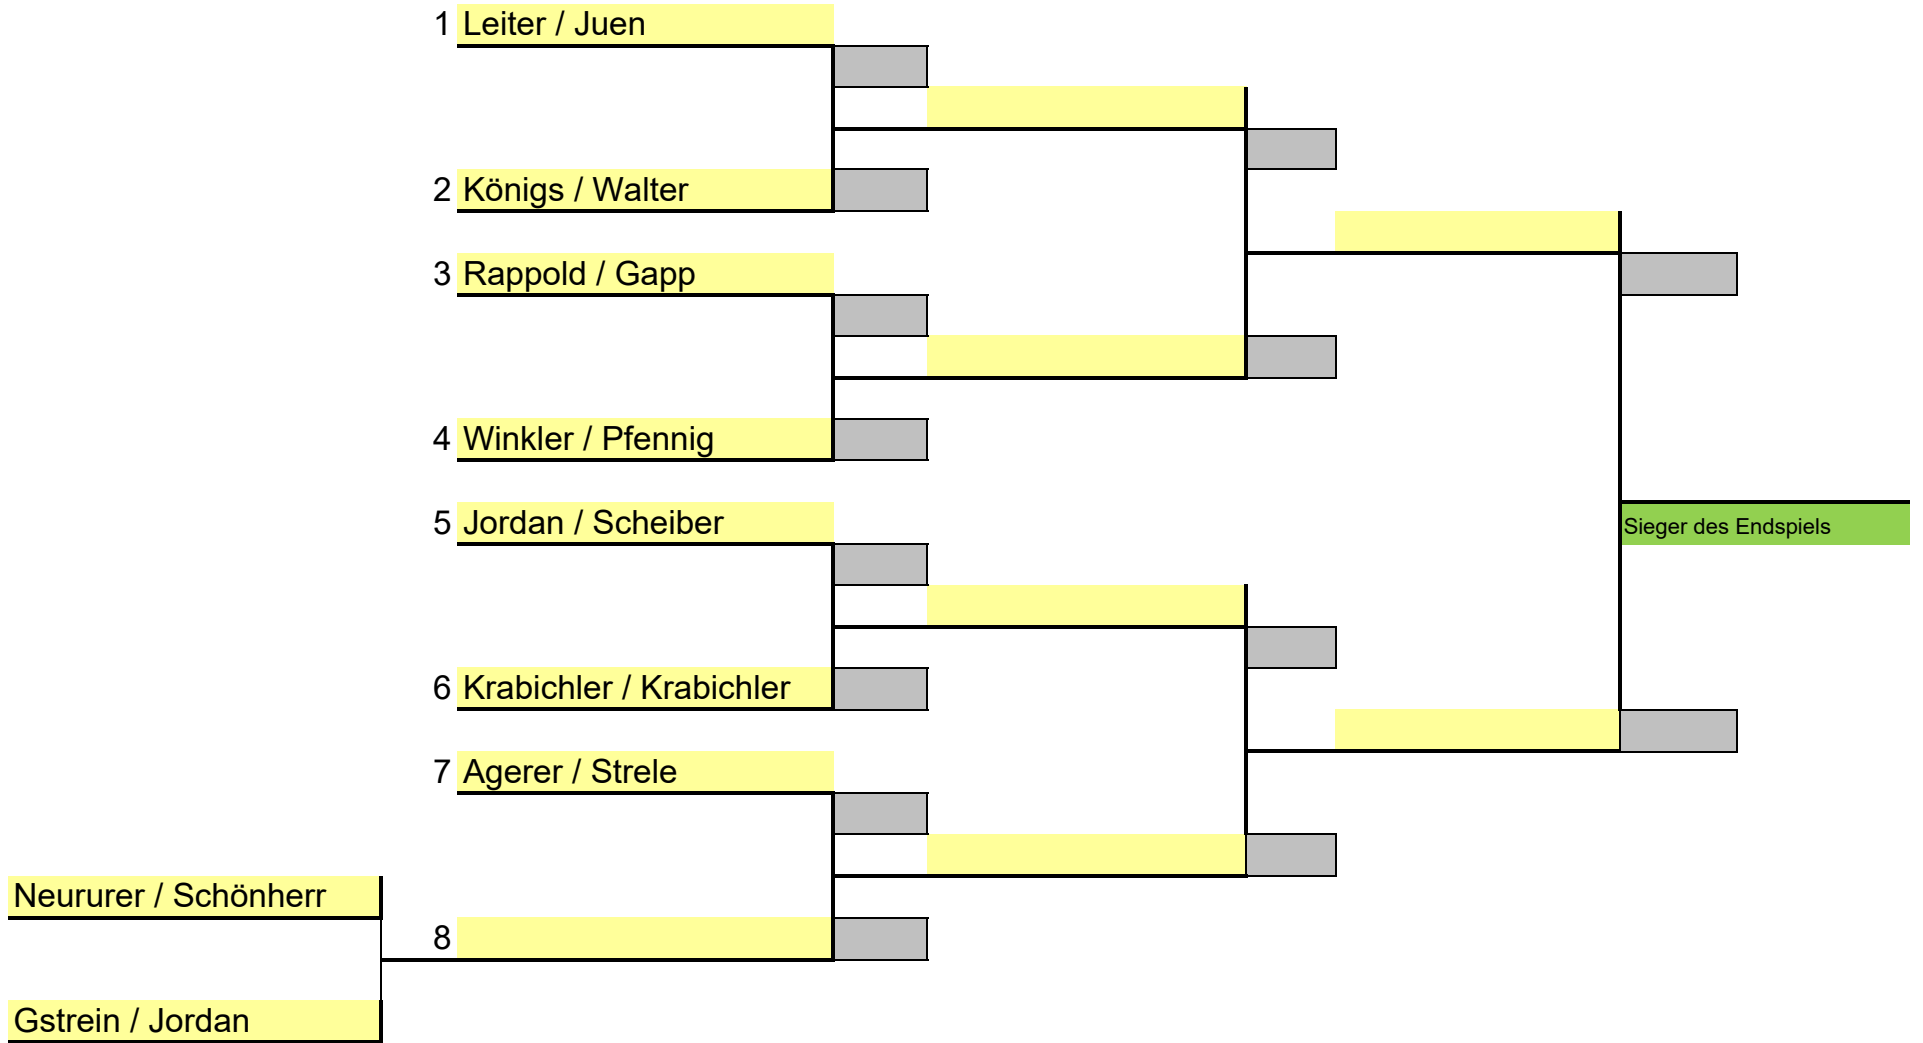 1 Leiter / Juen
2 Königs / Walter
3 Rappold / Gapp
4 Winkler / Pfennig
5 Jordan / Scheiber
Sieger des Endspiels
6 Krabichler / Krabichler
7 Agerer / Strele
Neururer / Schönherr
8
Gstrein / Jordan